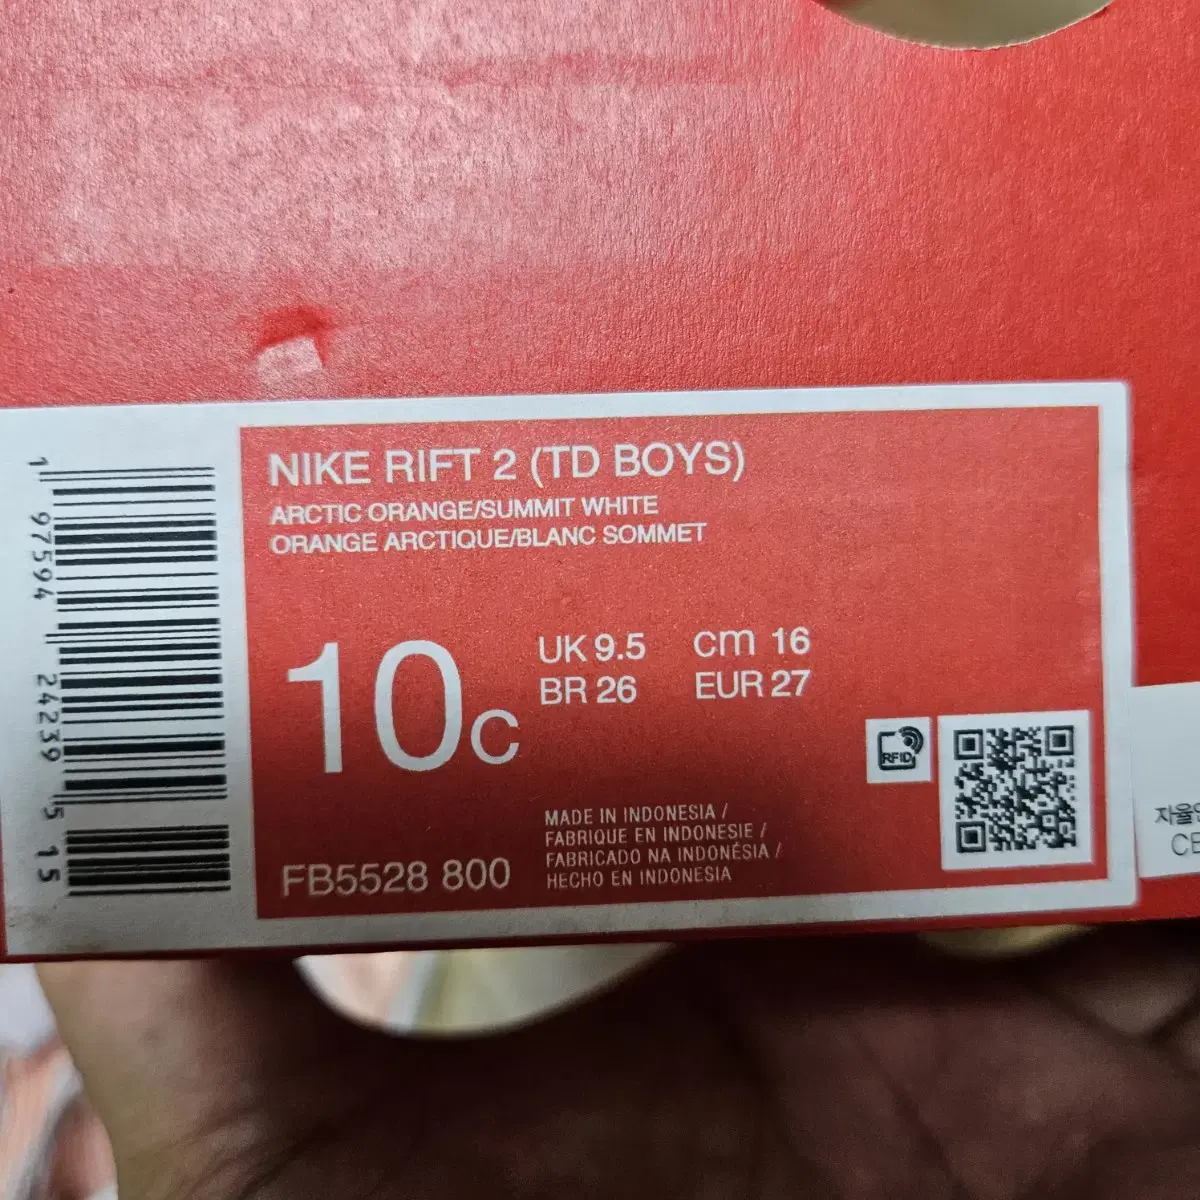 NIKE RIFT 2 (TD BOYS)
ARCTIC ORANGE/SUMMIT WHITE
ORANGE ARCTIQUE/BLANC SOMMET
10C
UK 9.5 cm 16
BR 26 EUR 27
RFID
MADE IN INDONESIA /
FABRIQUE EN INDONESIE /
FABRICADO NA INDONÉSIA /
HECHO EN INDONESIA
FB5528 800
1 97594 24239 5 15